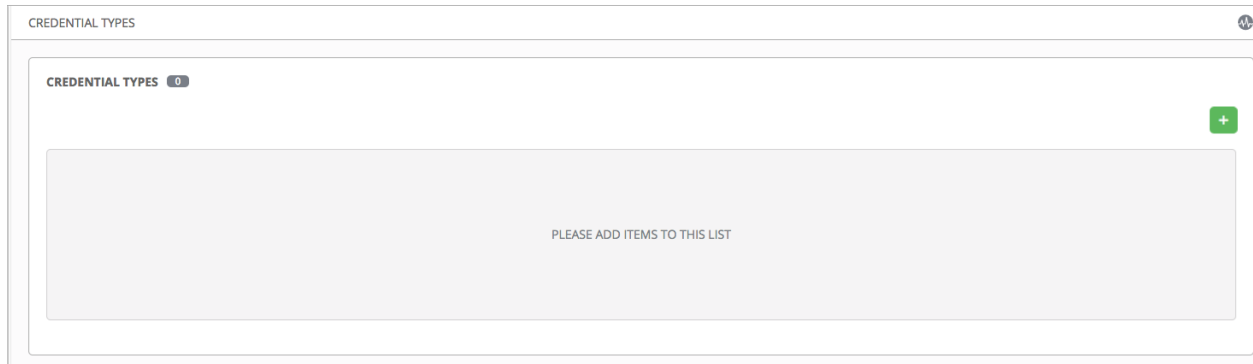 CREDENTIAL TYPES
CREDENTIAL TYPES 0
+
PLEASE ADD ITEMS TO THIS LIST